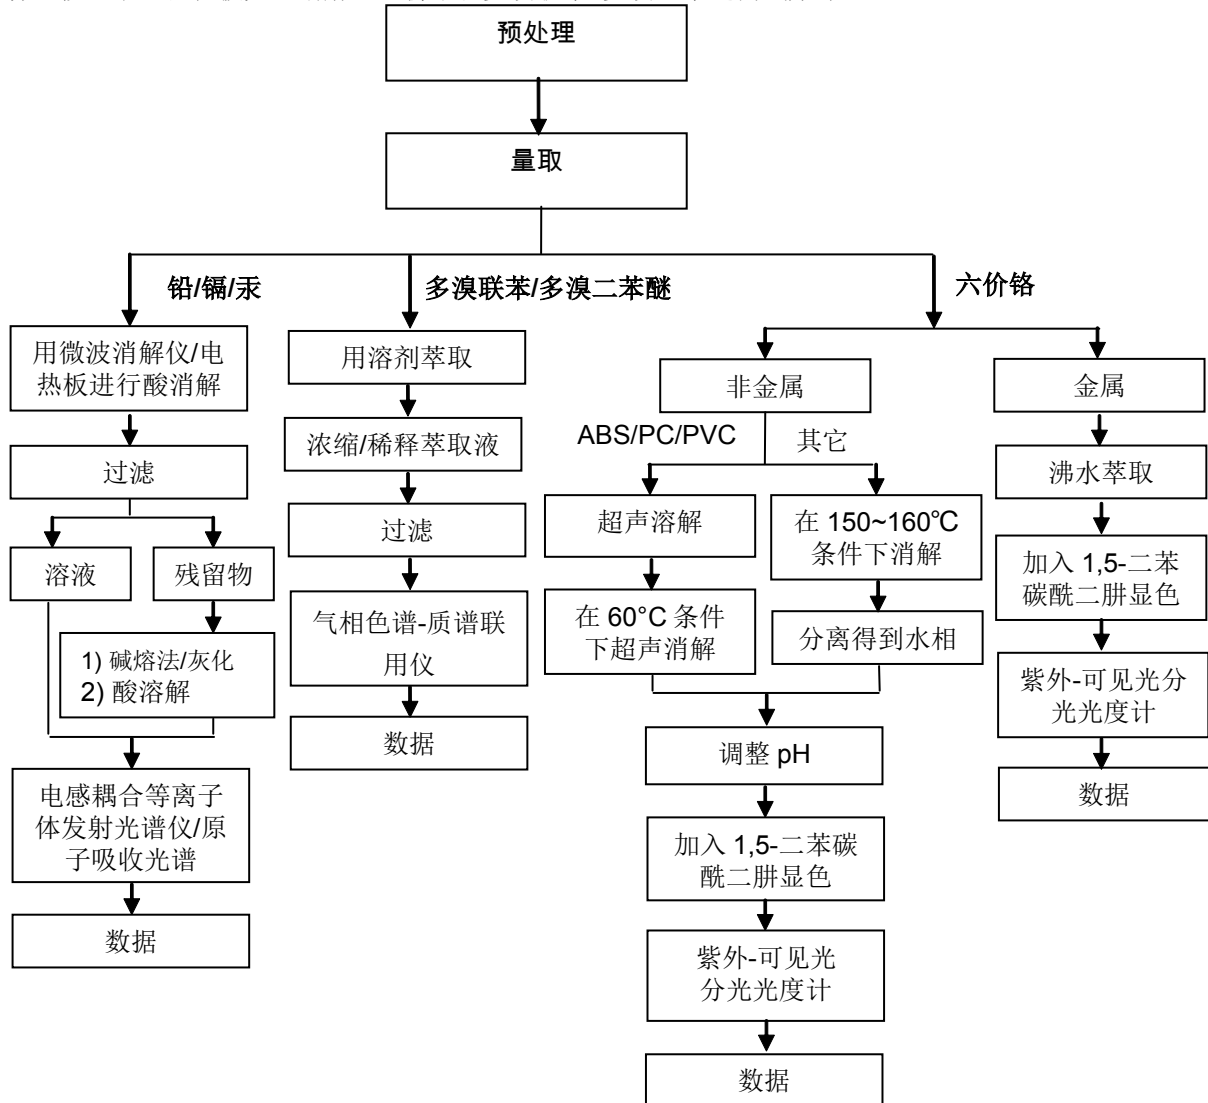 预处理
量取
铅/镉/汞
多溴联苯/多溴二苯醚
六价铬
用微波消解仪/电
热板进行酸消解
过滤
溶液
残留物
1) 碱熔法/灰化
2) 酸溶解
电感耦合等离子
体发射光谱仪/原
子吸收光谱
数据
用溶剂萃取
浓缩/稀释萃取液
过滤
气相色谱-质谱联
用仪
数据
非金属
ABS/PC/PVC
其它
超声溶解
在 60°C 条件
下超声消解
在 150~160℃
条件下消解
分离得到水相
调整 pH
加入 1,5-二苯碳
酰二肼显色
紫外-可见光
分光光度计
数据
金属
沸水萃取
加入 1,5-二苯
碳酰二肼显色
紫外-可见光分
光光度计
数据